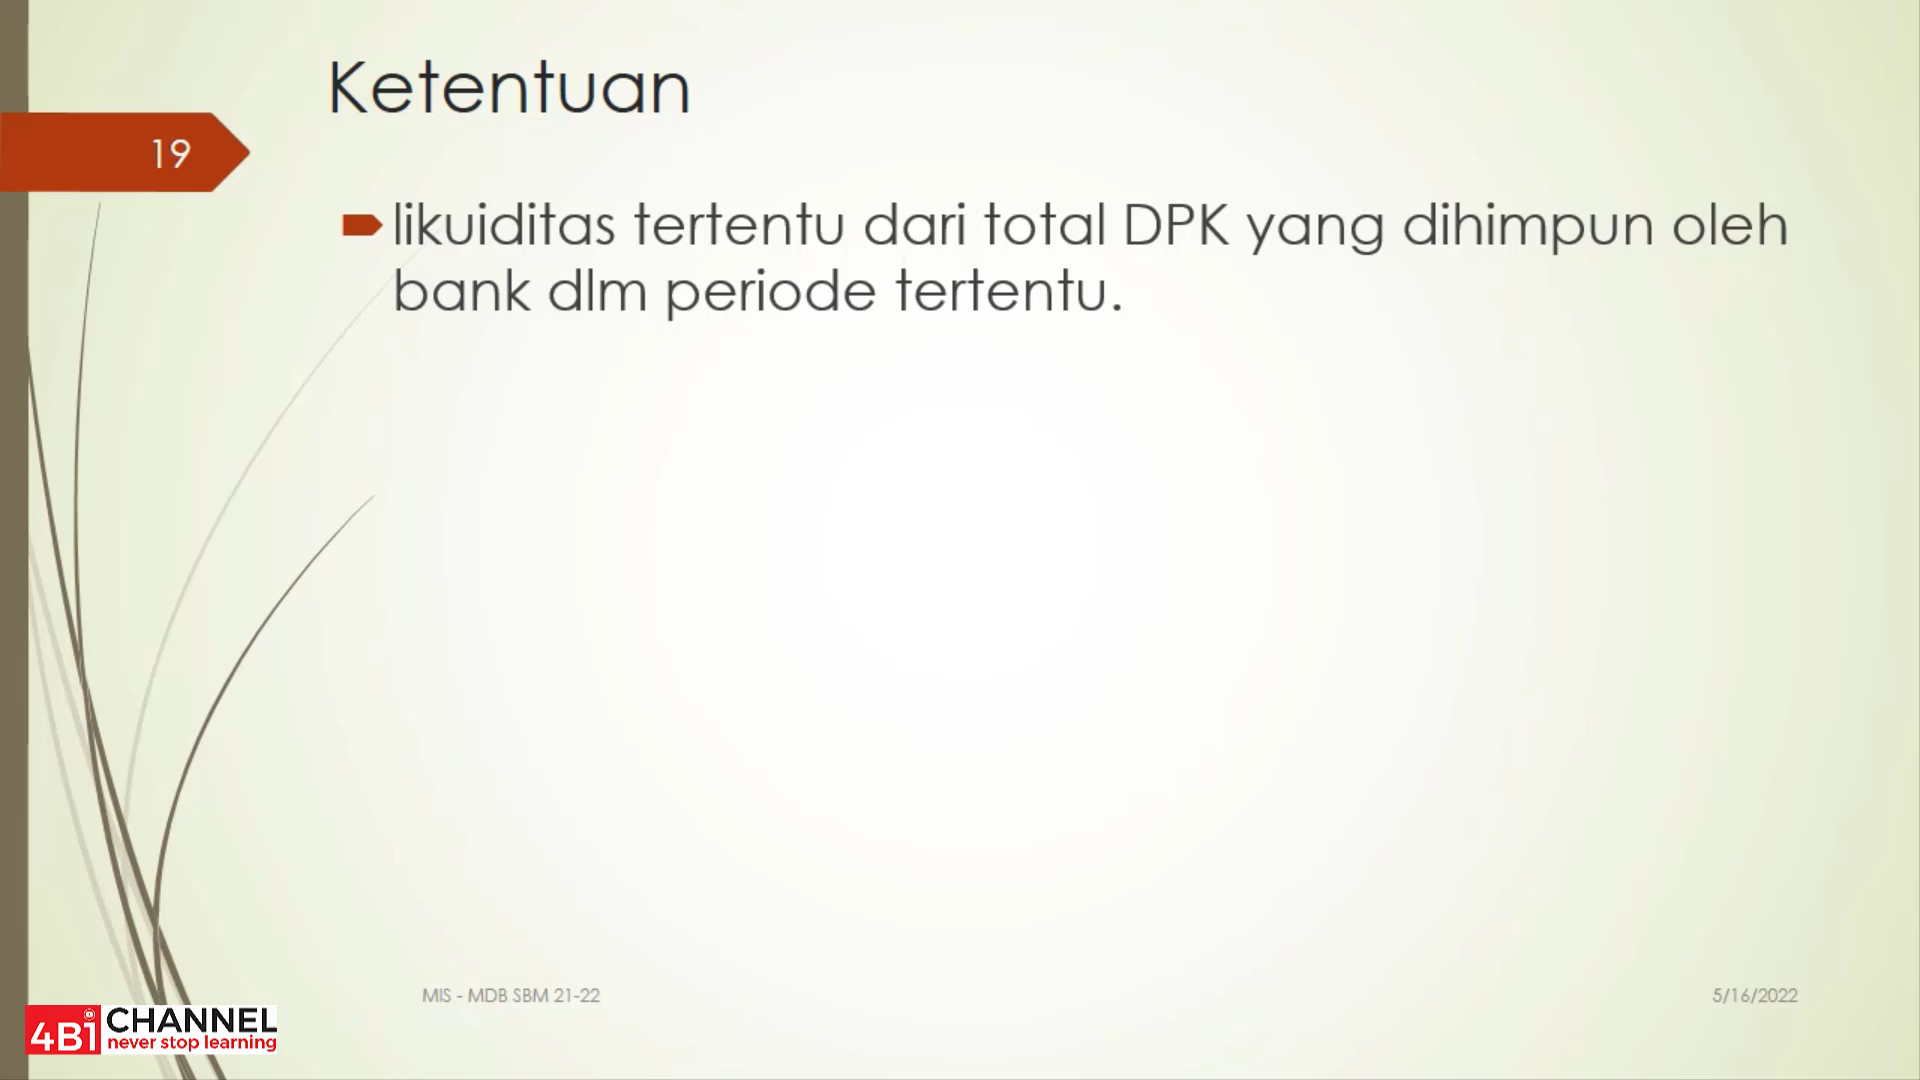 Ketentuan
19
likuiditas tertentu dari total DPK yang dihimpun oleh
bank dlm periode tertentu.
MIS - MDB SBM 21-22
5/16/2022
4Bi CHANNEL
never stop learning